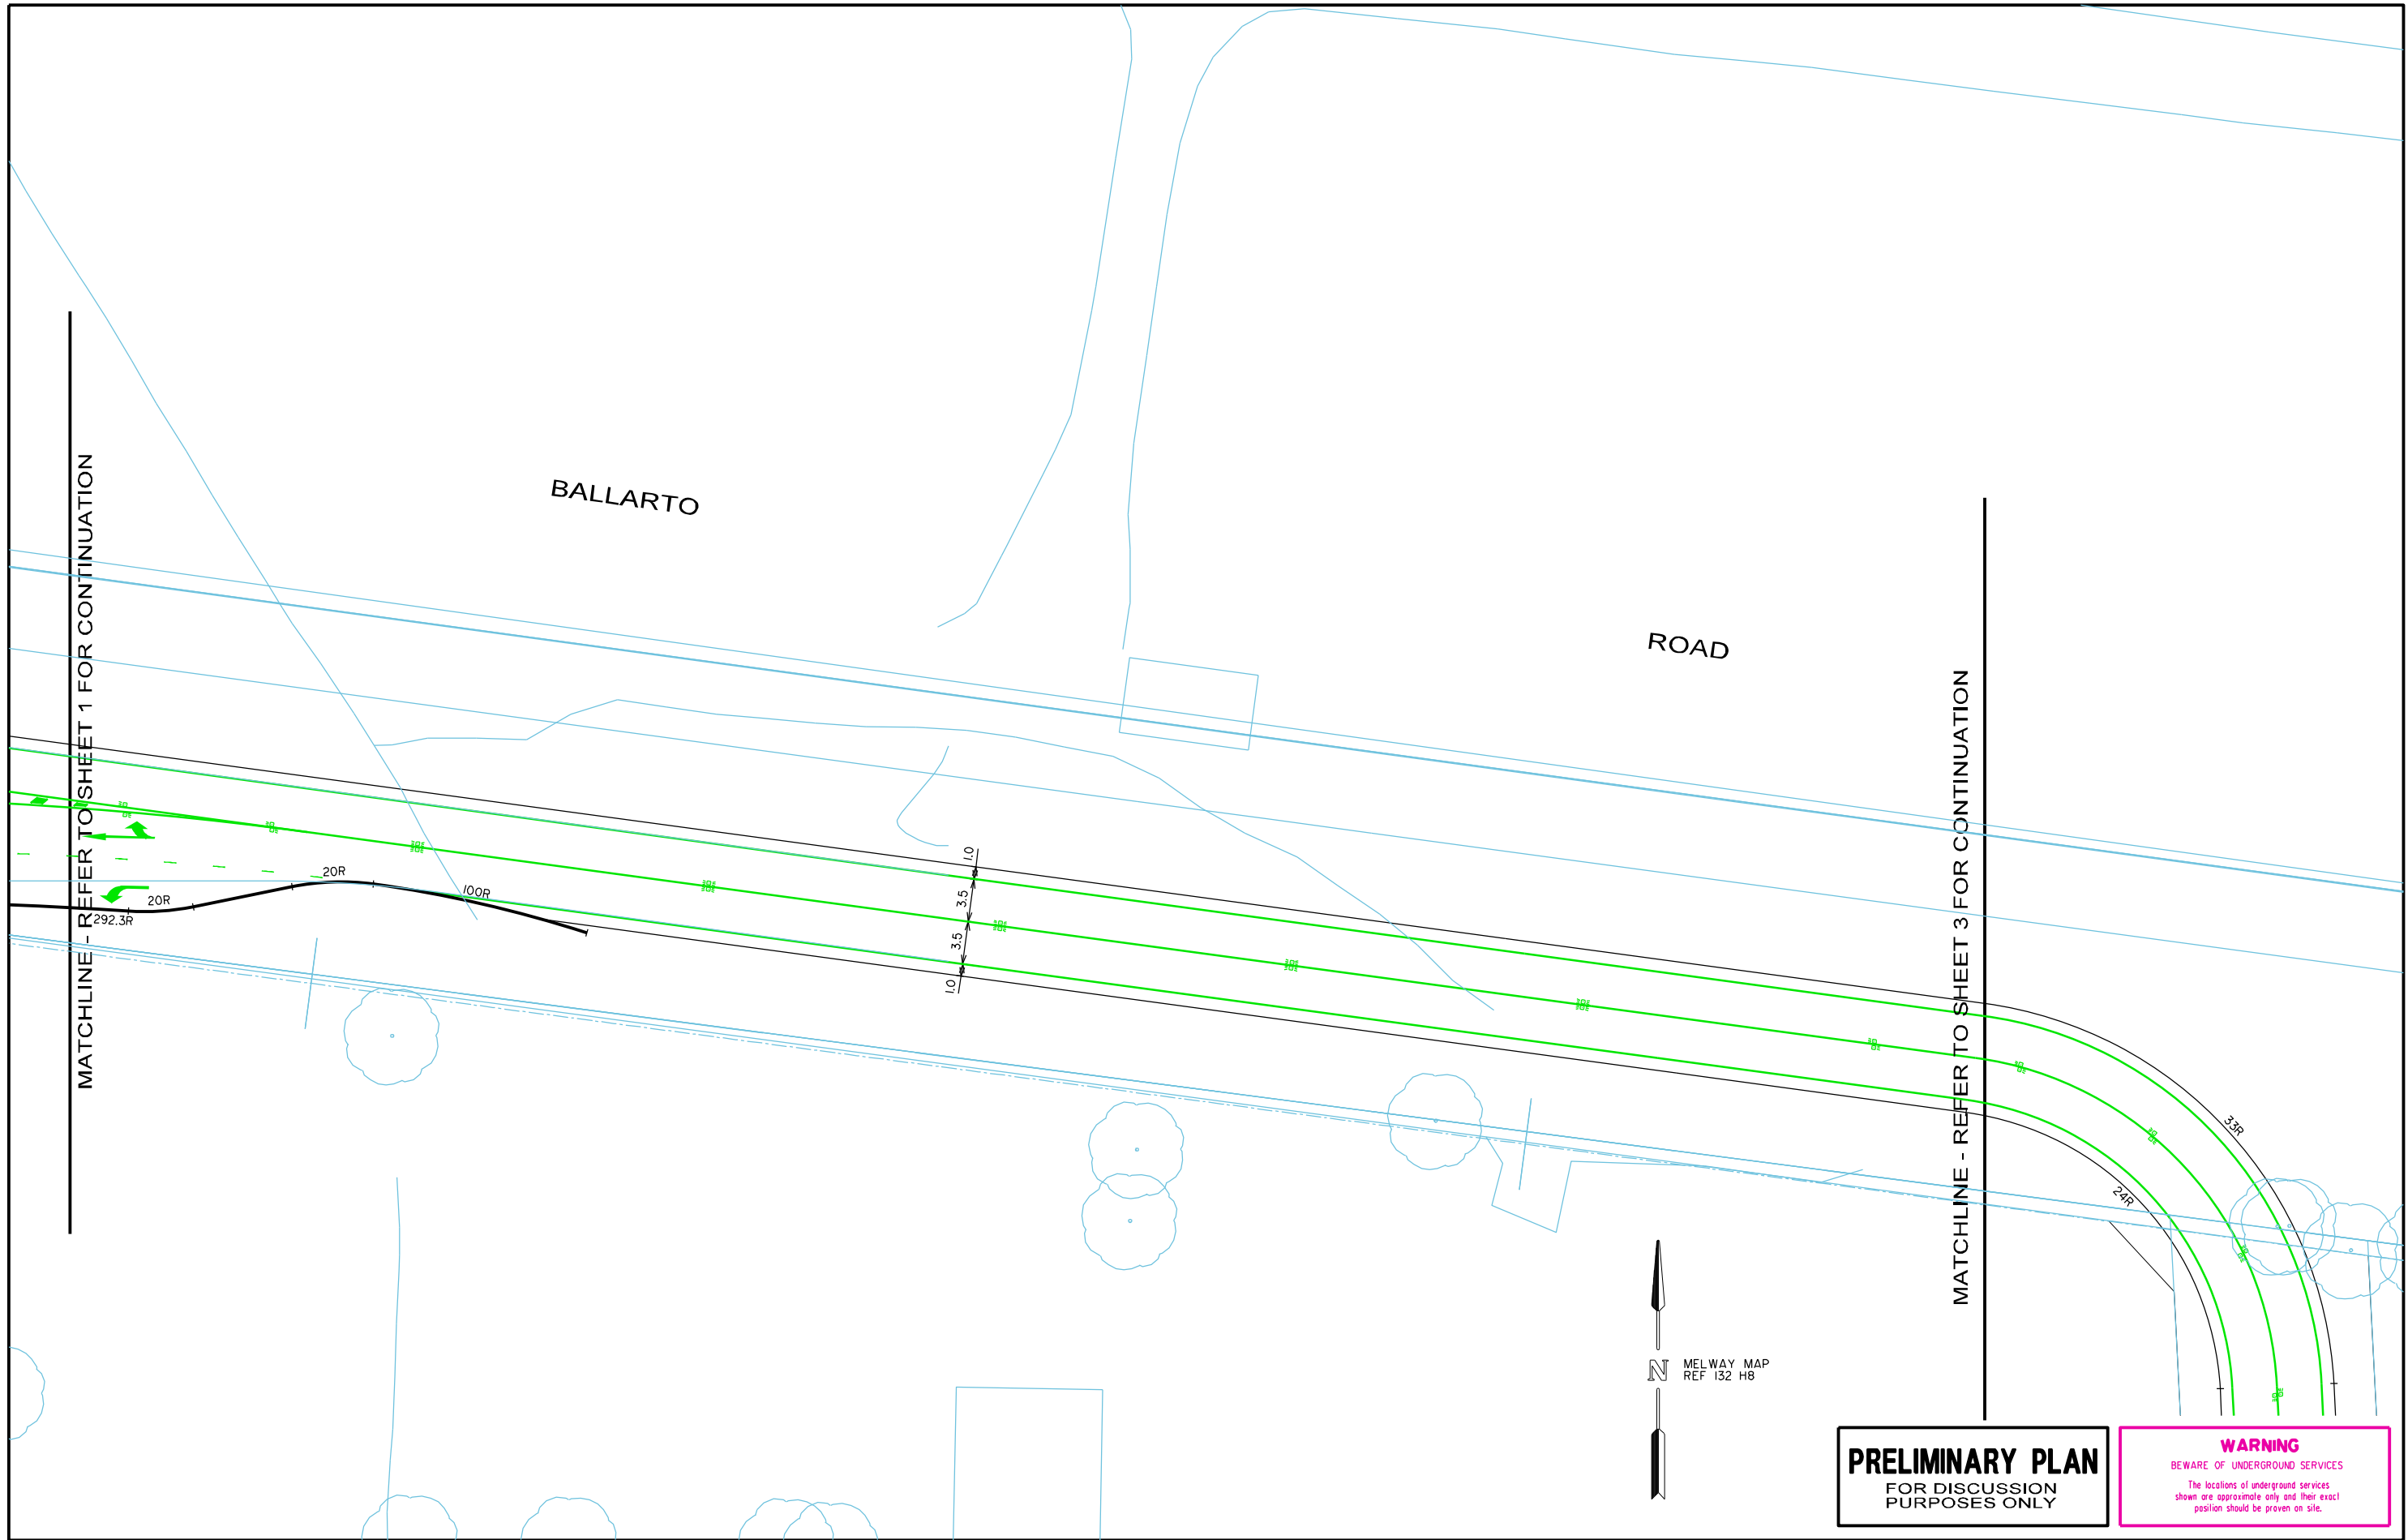 BALLARTO
ROAD
MATCHLINE - REFER TO SHEET 1 FOR CONTINUATION
MATCHLINE - REFER TO SHEET 3 FOR CONTINUATION
292.3R
20R
20R
100R
1.0
3.5
3.5
1.0
33R
24R
N
MELWAY MAP
REF 132 H8
PRELIMINARY PLAN
FOR DISCUSSION
PURPOSES ONLY
WARNING
BEWARE OF UNDERGROUND SERVICES
The locations of underground services
shown are approximate only and their exact
position should be proven on site.